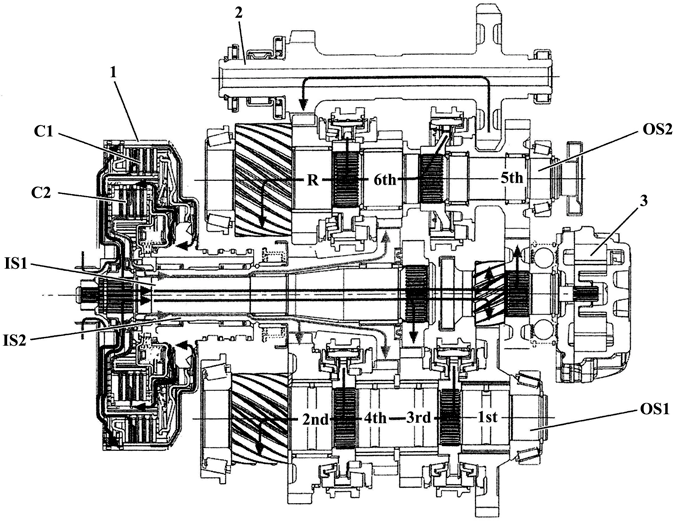 2
1
C1
OS2
C2
R 6th 5th
3
IS1
IS2
2nd 4th 3rd 1st
OS1